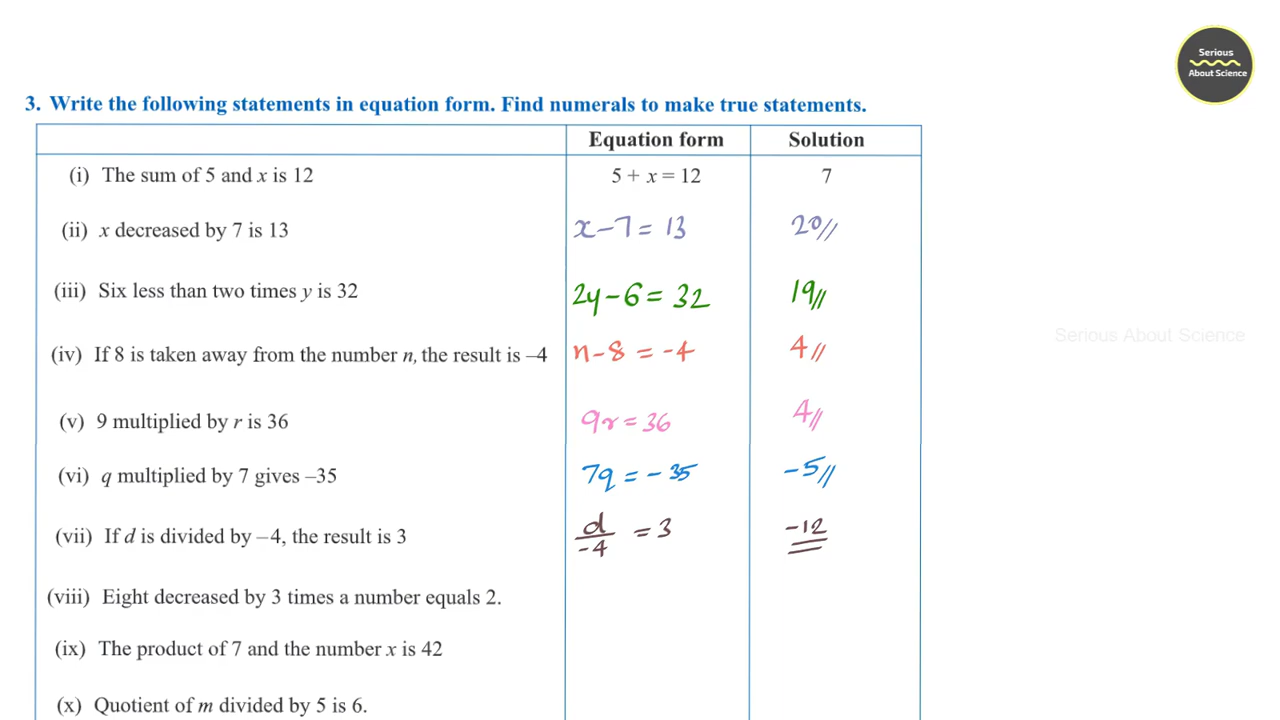 Serious
About Science
3. Write the following statements in equation form. Find numerals to make true statements.
Equation form Solution
(i) The sum of 5 and x is 12 5 + x = 12 7
(ii) x decreased by 7 is 13 x - 7 = 13 20//
(iii) Six less than two times y is 32 2y - 6 = 32 19//
(iv) If 8 is taken away from the number n, the result is –4 n - 8 = -4 4//
(v) 9 multiplied by r is 36 9r = 36 4//
(vi) q multiplied by 7 gives –35 7q = -35 -5//
(vii) If d is divided by –4, the result is 3 d/-4 = 3 -12
(viii) Eight decreased by 3 times a number equals 2.
(ix) The product of 7 and the number x is 42
(x) Quotient of m divided by 5 is 6.
Serious About Science